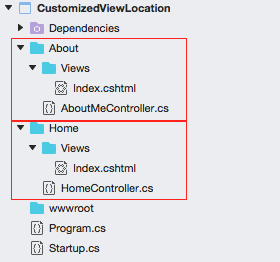 CustomizedViewLocation
Dependencies
About
Views
Index.cshtml
AboutMeController.cs
Home
Views
Index.cshtml
HomeController.cs
wwwroot
Program.cs
Startup.cs